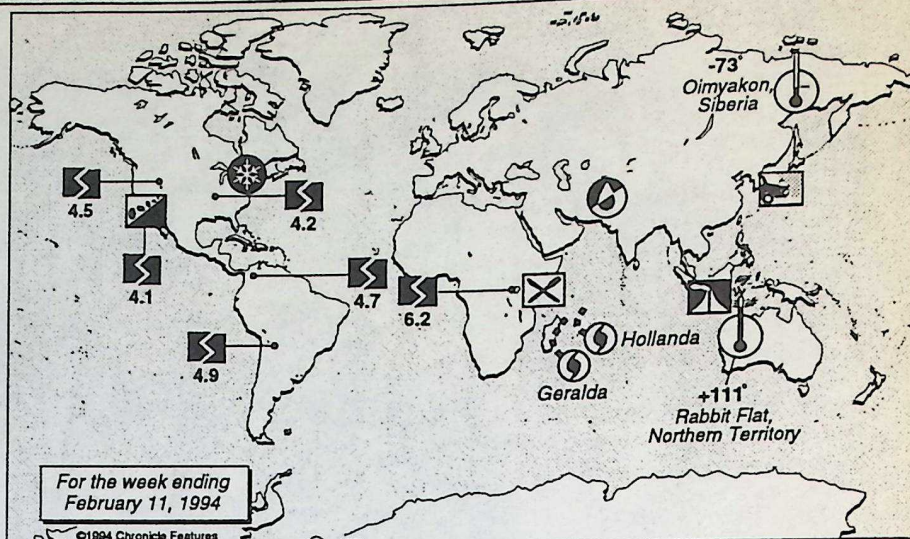 -73°
Oimyakon,
Siberia
4.5
4.2
4.1
4.7
6.2
4.9
Hollanda
Geralda
+111°
Rabbit Flat,
Northern Territory
For the week ending
February 11, 1994
©1994 Chronicle Features